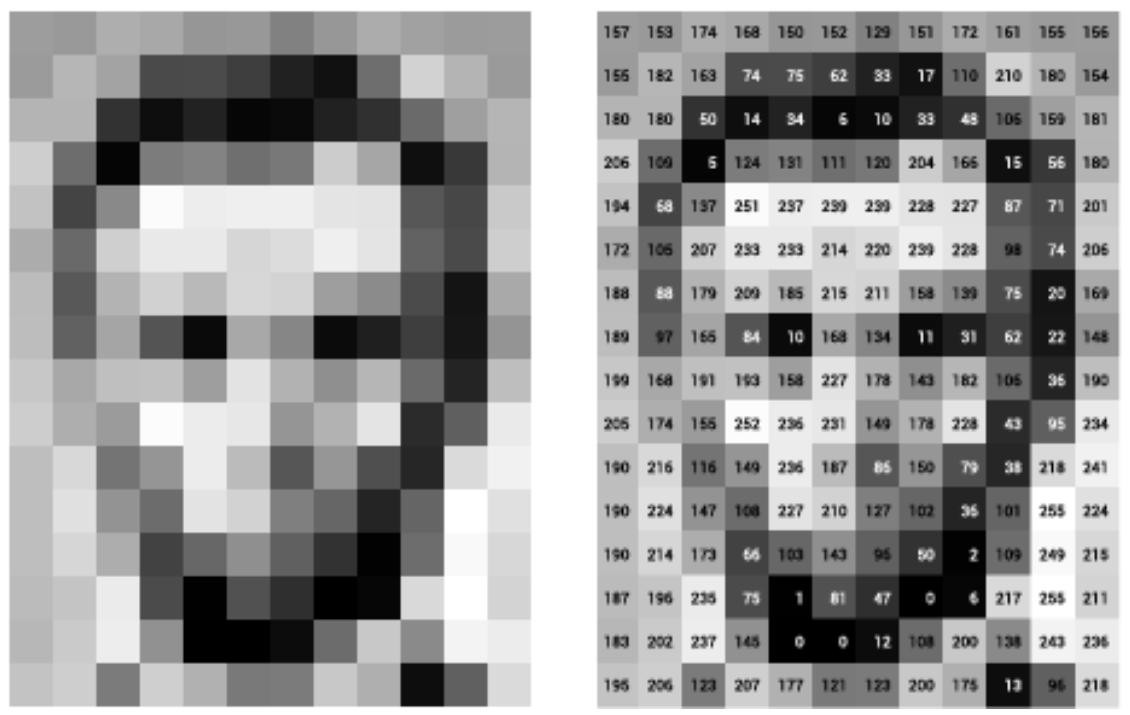 157 153 174 168 150 152 129 151 172 161 155 156
155 182 163 74 75 62 33 17 110 210 180 154
180 180 50 14 34 6 10 33 48 106 159 181
206 109 5 124 131 111 120 204 166 15 56 180
194 68 137 251 237 239 239 228 227 87 71 201
172 106 207 233 233 214 220 239 228 98 74 206
188 88 179 209 185 215 211 158 139 75 20 169
189 97 165 84 10 168 134 11 31 62 22 148
199 168 191 193 158 227 178 143 182 106 36 190
205 174 155 252 236 231 149 178 228 43 95 234
190 216 116 149 236 187 86 150 79 38 218 241
190 224 147 108 227 210 127 102 36 101 255 224
190 214 173 66 103 143 96 50 2 109 249 215
187 196 235 75 1 81 47 0 6 217 255 211
183 202 237 145 0 0 12 108 200 138 243 236
195 206 123 207 177 121 123 200 175 13 96 218